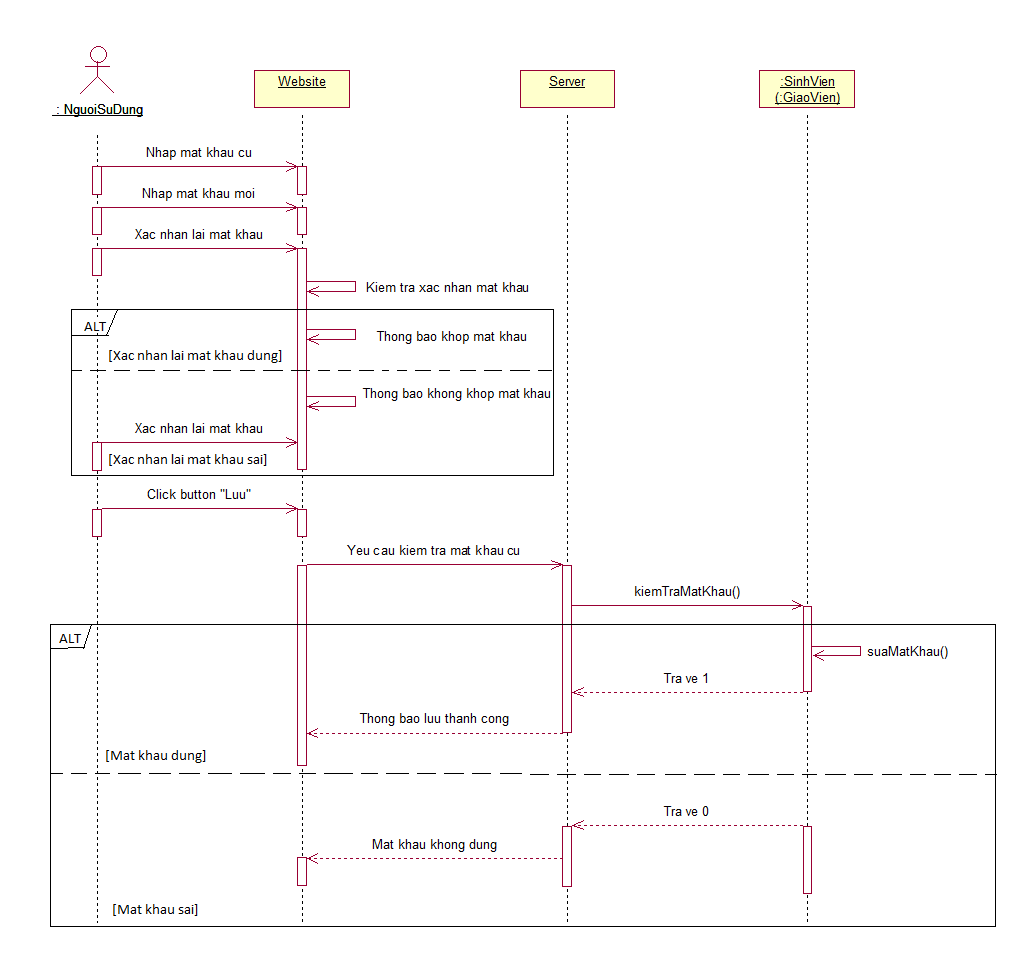 : NguoiSuDung
Website
Server
:SinhVien
(:GiaoVien)
Nhap mat khau cu
Nhap mat khau moi
Xac nhan lai mat khau
Kiem tra xac nhan mat khau
ALT
Thong bao khop mat khau
[Xac nhan lai mat khau dung]
Thong bao khong khop mat khau
Xac nhan lai mat khau
[Xac nhan lai mat khau sai]
Click button "Luu"
Yeu cau kiem tra mat khau cu
kiemTraMatKhau()
ALT
suaMatKhau()
Tra ve 1
Thong bao luu thanh cong
[Mat khau dung]
Tra ve 0
Mat khau khong dung
[Mat khau sai]